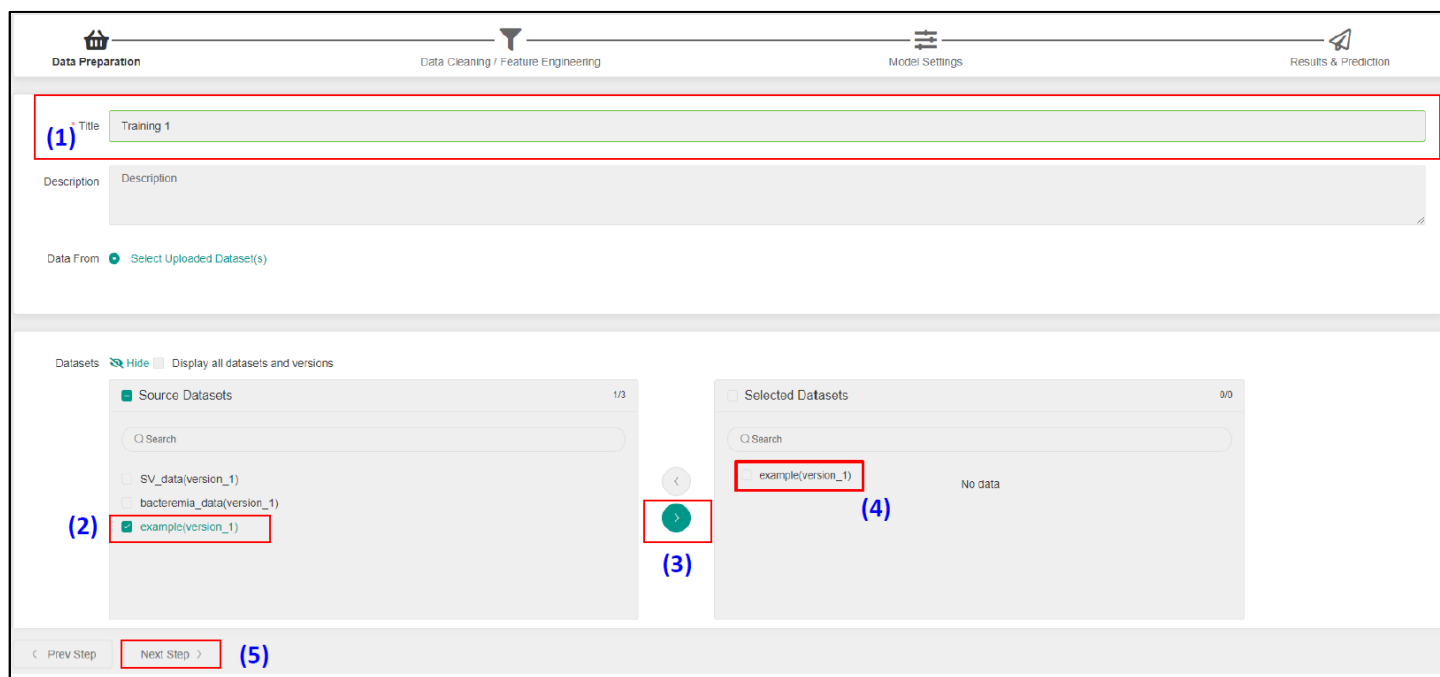 Data Preparation Data Cleaning / Feature Engineering Model Settings Results & Prediction
(1) * Title Training 1
Description Description
Data From Select Uploaded Dataset(s)
Datasets Hide Display all datasets and versions
Source Datasets 1/3 Selected Datasets 0/0
Search Search
SV_data(version_1) example(version_1) No data
bacteremia_data(version_1)
(2) example(version_1) (4)
(3)
< Prev Step Next Step > (5)